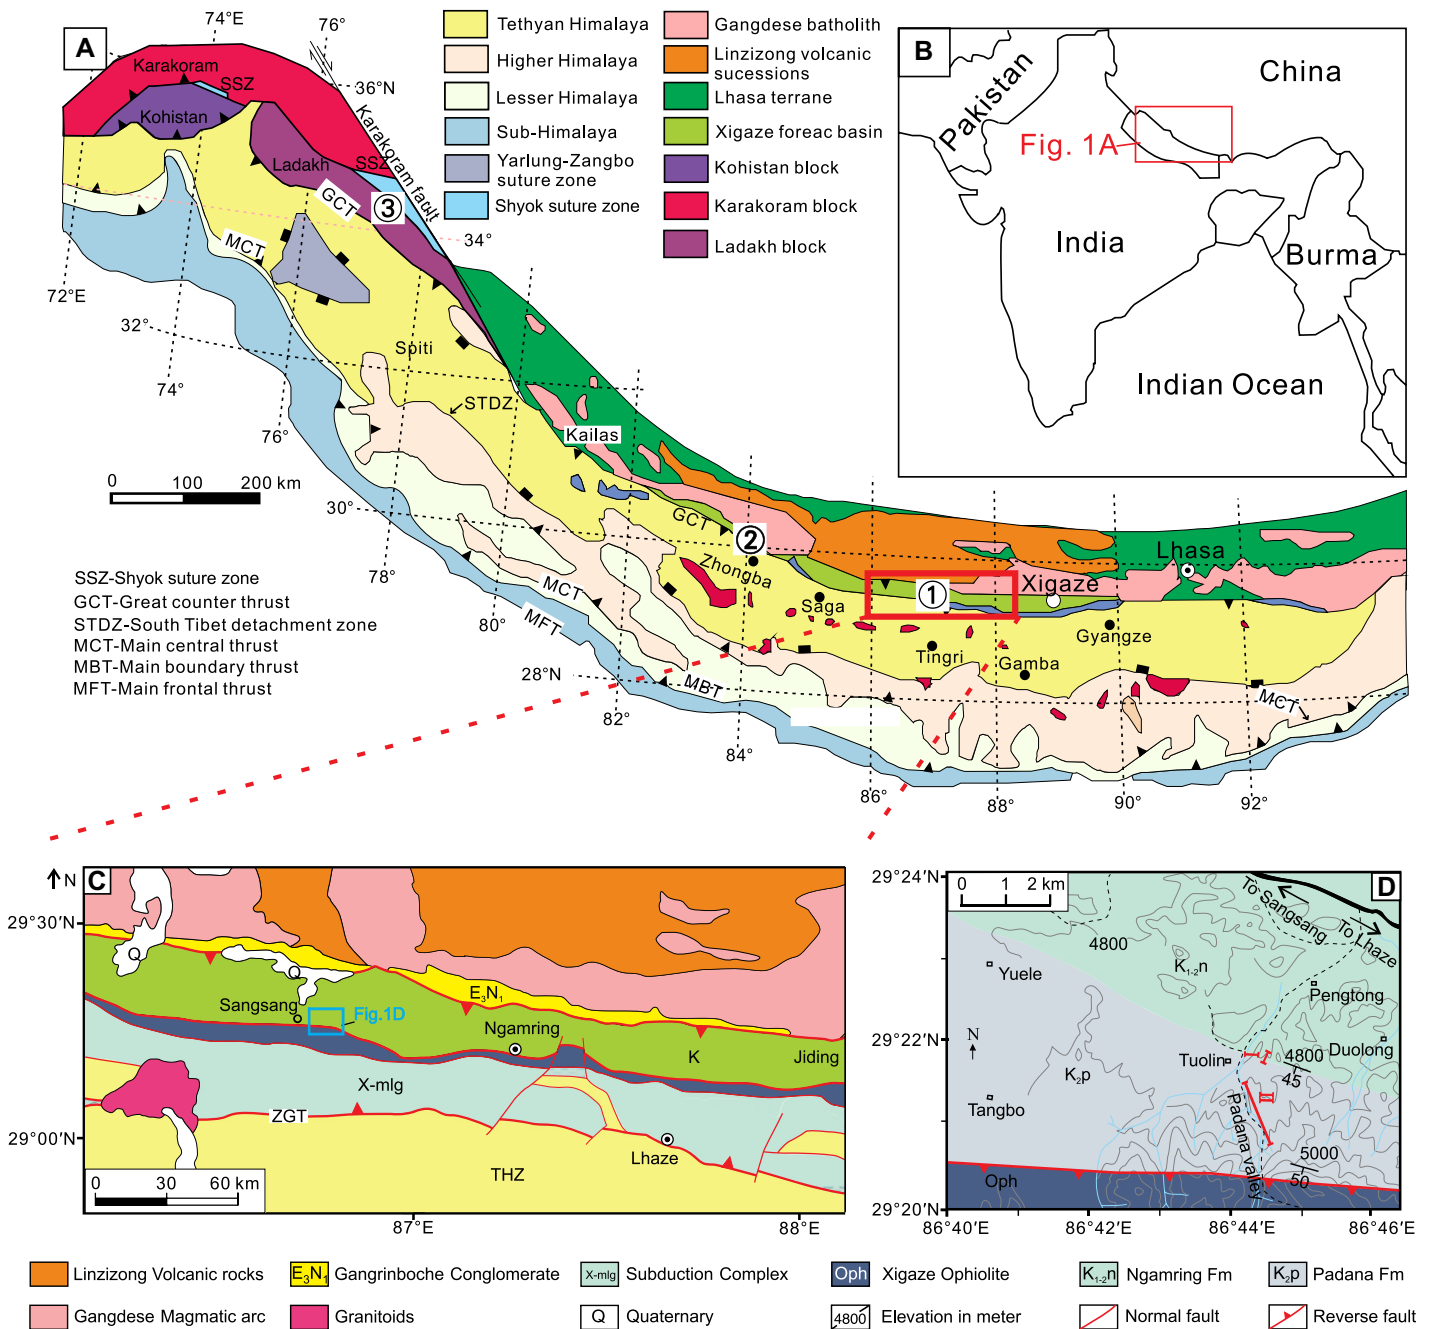 A
74°E
76°
36°N
Karakoram
SSZ
Kohistan
Ladakh
SSZ
Karakoram fault
GCT
③
34°
MCT
72°E
32°
74°
Spiti
STDZ
76°
Kailas
0 100 200 km
30°
GCT
②
Zhongba
78°
MCT
80°
MFT
Saga
①
Xigaze
Lhasa
Gyangze
Tingri
Gamba
28°N
MBT
MCT
82°
84°
86°
88°
90°
92°
Tethyan Himalaya
Higher Himalaya
Lesser Himalaya
Sub-Himalaya
Yarlung-Zangbo
suture zone
Shyok suture zone
Gangdese batholith
Linzizong volcanic
sucessions
Lhasa terrane
Xigaze foreac basin
Kohistan block
Karakoram block
Ladakh block
SSZ-Shyok suture zone
GCT-Great counter thrust
STDZ-South Tibet detachment zone
MCT-Main central thrust
MBT-Main boundary thrust
MFT-Main frontal thrust
B
Pakistan
China
Fig. 1A
India
Burma
Indian Ocean
C
N
29°30′N
29°00′N
Q
Q
Sangsang
Fig.1D
E₃N₁
Ngamring
K
Jiding
X-mlg
ZGT
Lhaze
THZ
0 30 60 km
87°E
88°E
D
29°24′N
0 1 2 km
To Sangsang
To Lhaze
4800
K₁₋₂n
Yuele
Pengtong
N
29°22′N
Tuolin
I
4800
Duolong
45
K₂p
II
Tangbo
Padana valley
5000
50
Oph
29°20′N
86°40′E
86°42′E
86°44′E
86°46′E
Linzizong Volcanic rocks
E₃N₁ Gangrinboche Conglomerate
X-mlg Subduction Complex
Oph Xigaze Ophiolite
K₁₋₂n Ngamring Fm
K₂p Padana Fm
Gangdese Magmatic arc
Granitoids
Q Quaternary
4800 Elevation in meter
Normal fault
Reverse fault